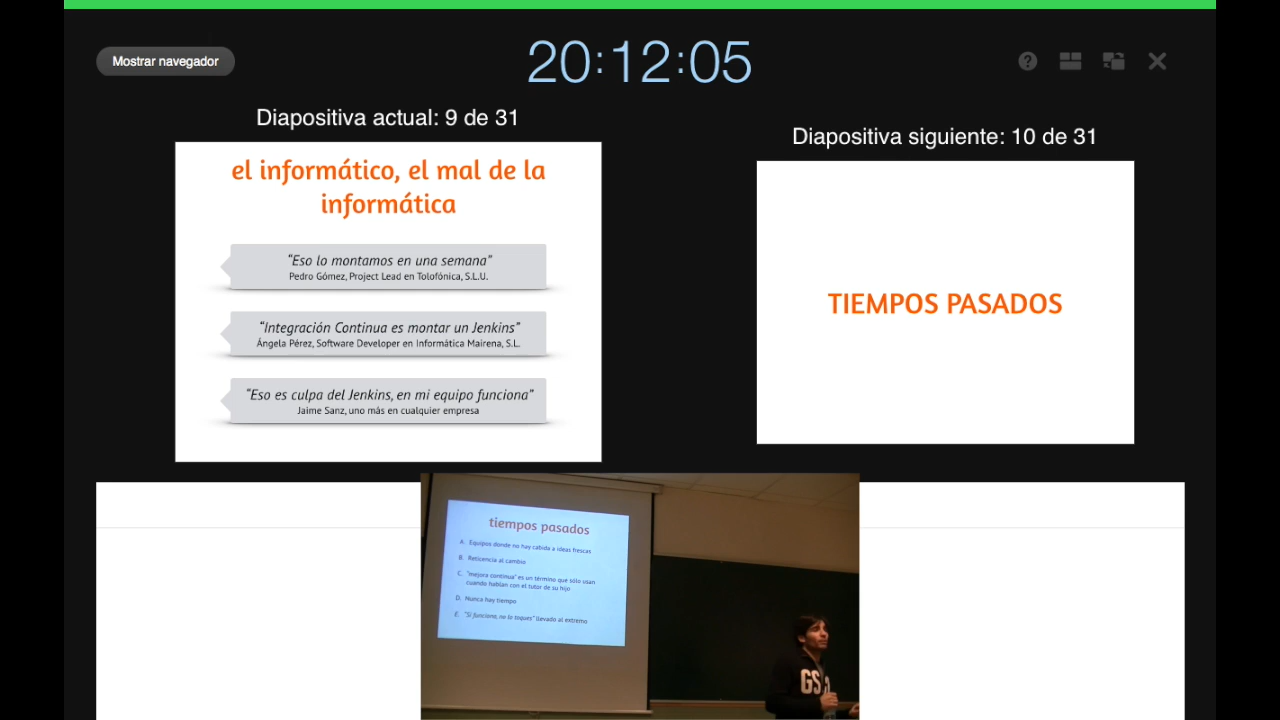 Mostrar navegador
20:12:05
Diapositiva actual: 9 de 31
el informático, el mal de la
informática
“Eso lo montamos en una semana”
Pedro Gómez, Project Lead en Tolofónica, S.L.U.
“Integración Continua es montar un Jenkins”
Ángela Pérez, Software Developer en Informática Mairena, S.L.
“Eso es culpa del Jenkins, en mi equipo funciona”
Jaime Sanz, uno más en cualquier empresa
Diapositiva siguiente: 10 de 31
TIEMPOS PASADOS
tiempos pasados
A. Equipos donde no hay cabida a ideas frescas
B. Reticencia al cambio
C. "mejora continua" es un término que sólo usan
cuando hablan con el tutor de su hijo
D. Nunca hay tiempo
E. "Si funciona, no lo toques" llevado al extremo
GS